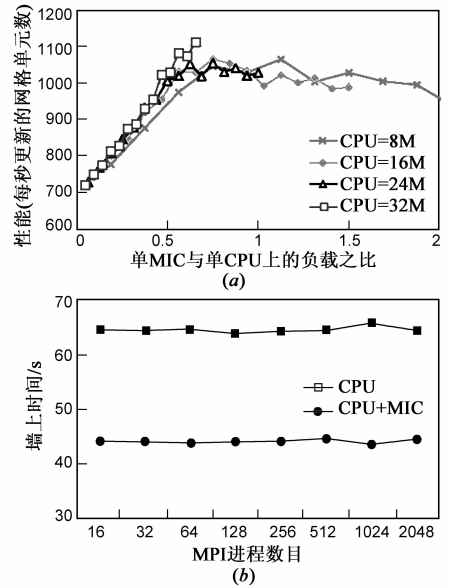 性能(每秒更新的网格单元数)
1200
1100
1000
900
800
700
600
CPU=8M
CPU=16M
CPU=24M
CPU=32M
0 0.5 1 1.5 2
单MIC与单CPU上的负载之比
(a)
墙上时间/s
70
60
50
40
30
CPU
CPU+MIC
16 32 64 128 256 512 1024 2048
MPI进程数目
(b)